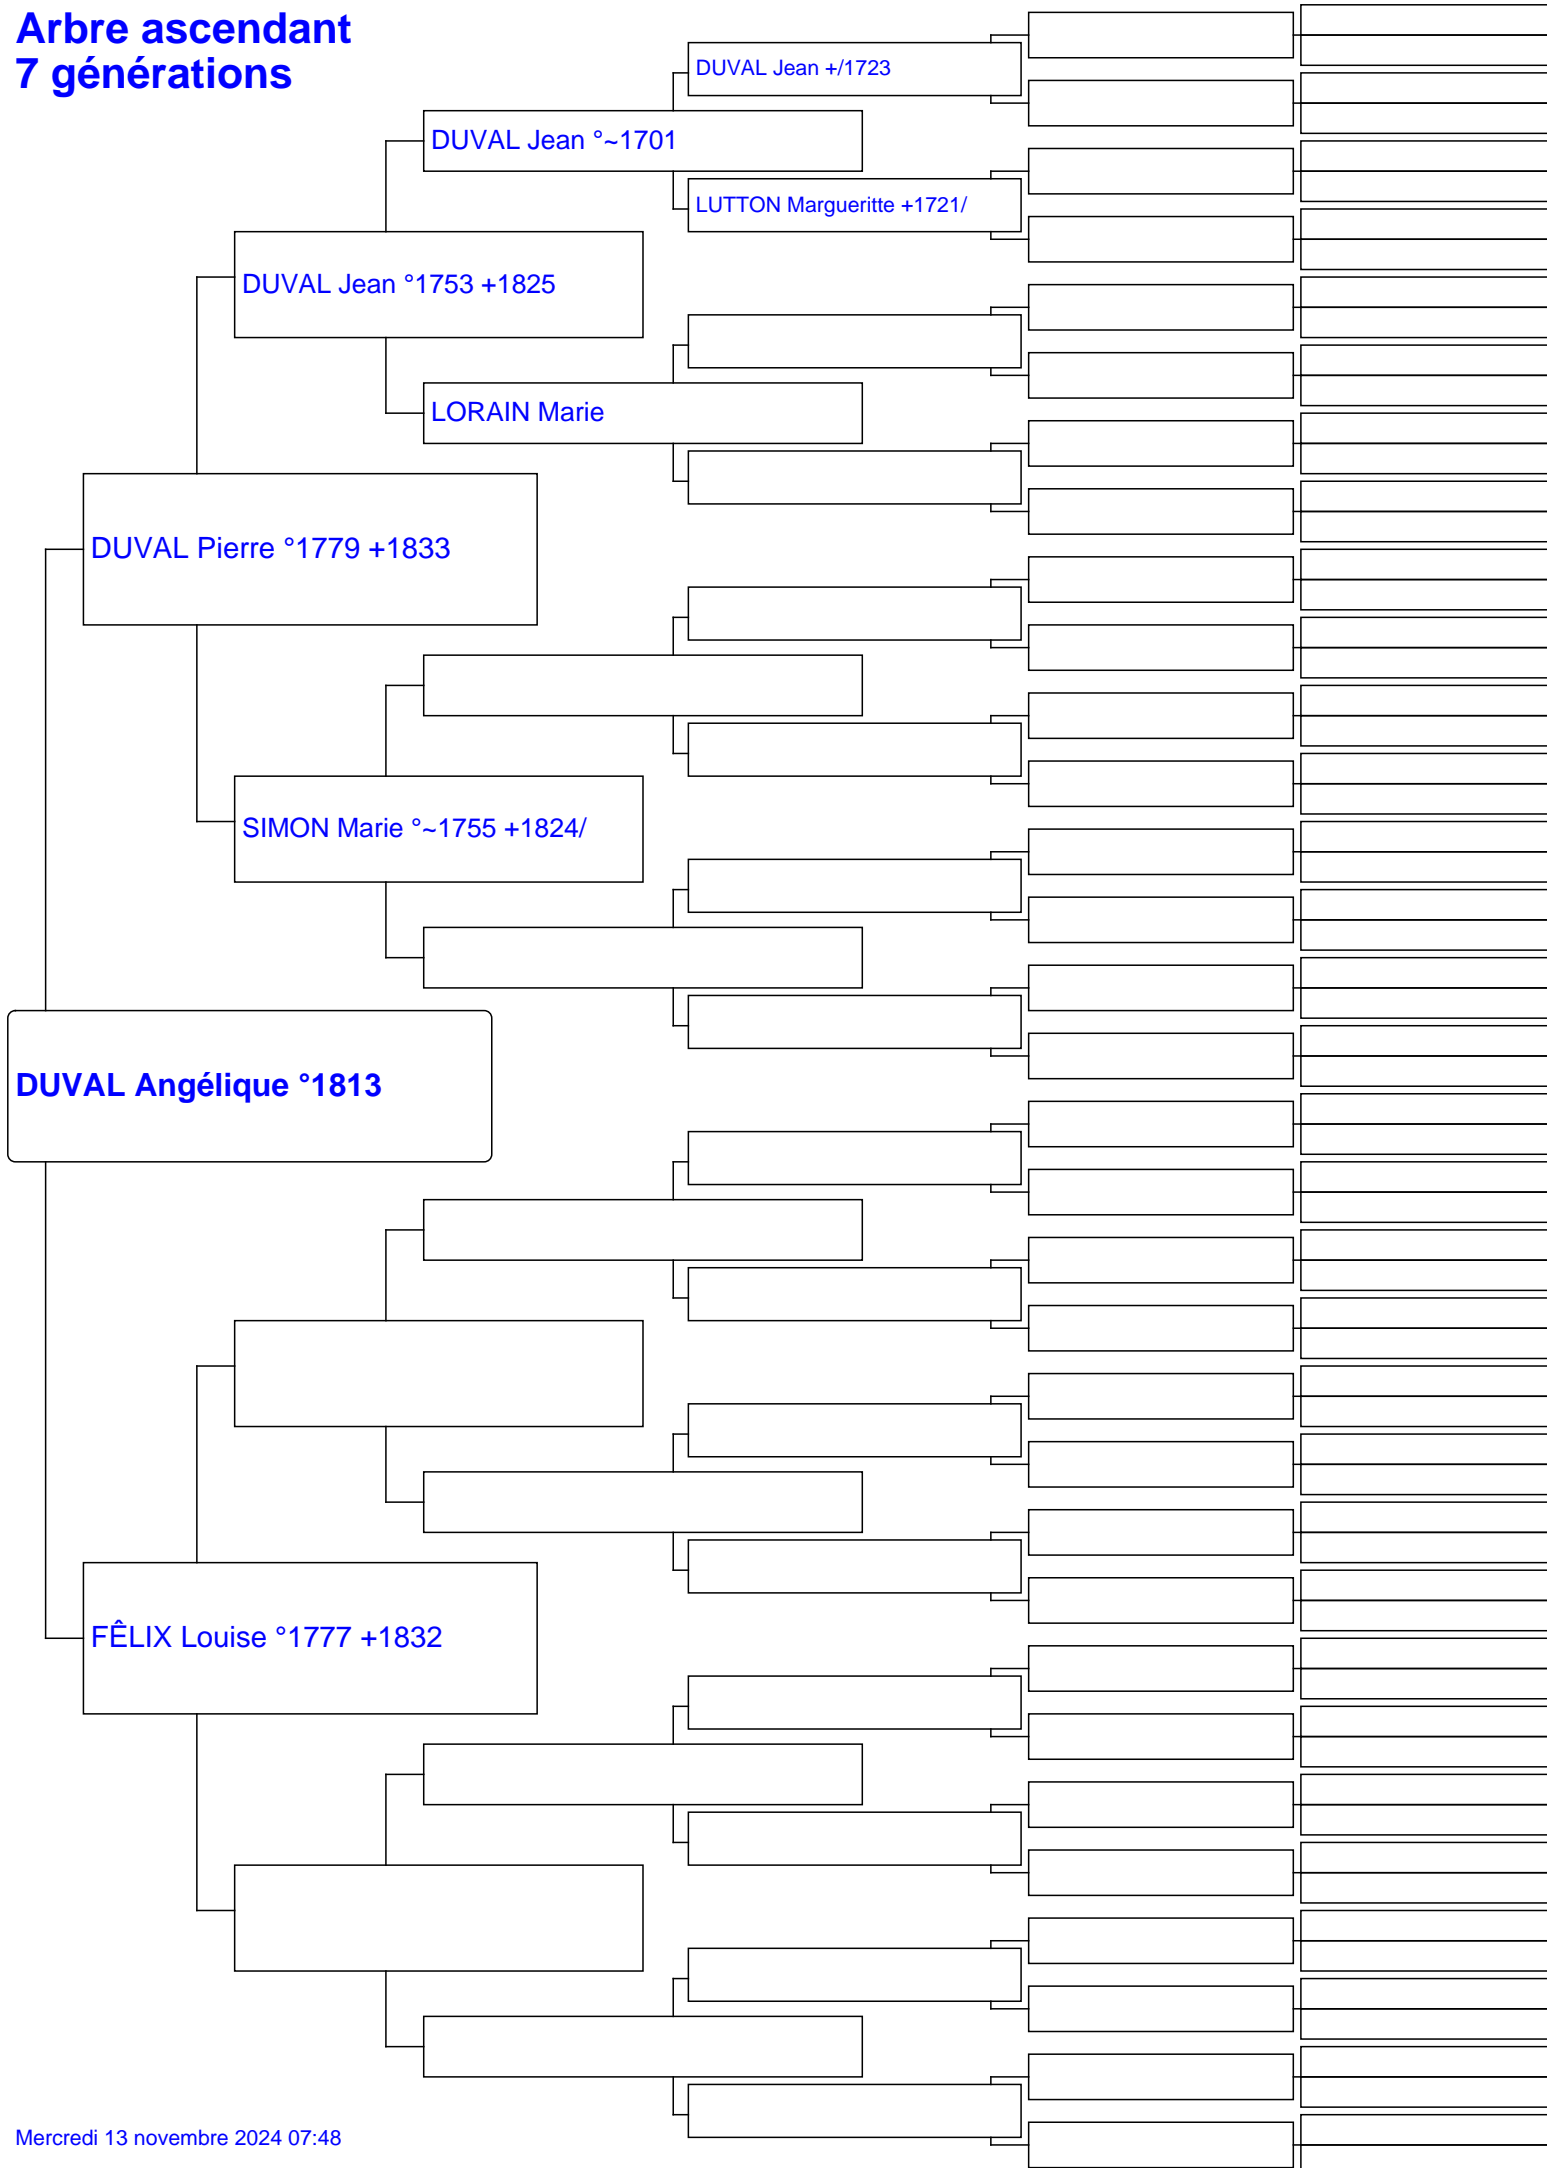 Arbre ascendant
7 générations
DUVAL Jean +/1723
DUVAL Jean °~1701
LUTTON Margueritte +1721/
DUVAL Jean °1753 +1825
LORAIN Marie
DUVAL Pierre °1779 +1833
SIMON Marie °~1755 +1824/
DUVAL Angélique °1813
FÊLIX Louise °1777 +1832
Mercredi 13 novembre 2024 07:48